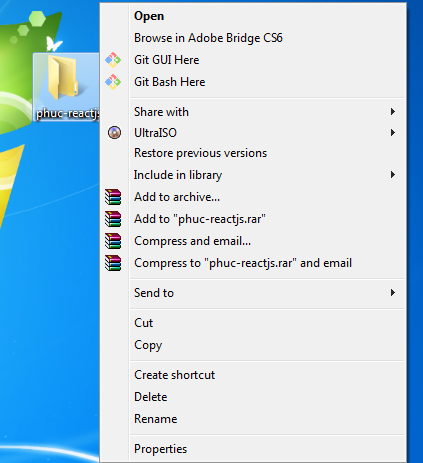 phuc-reactjs
Open
Browse in Adobe Bridge CS6
Git GUI Here
Git Bash Here
Share with
UltraISO
Restore previous versions
Include in library
Add to archive...
Add to "phuc-reactjs.rar"
Compress and email...
Compress to "phuc-reactjs.rar" and email
Send to
Cut
Copy
Create shortcut
Delete
Rename
Properties